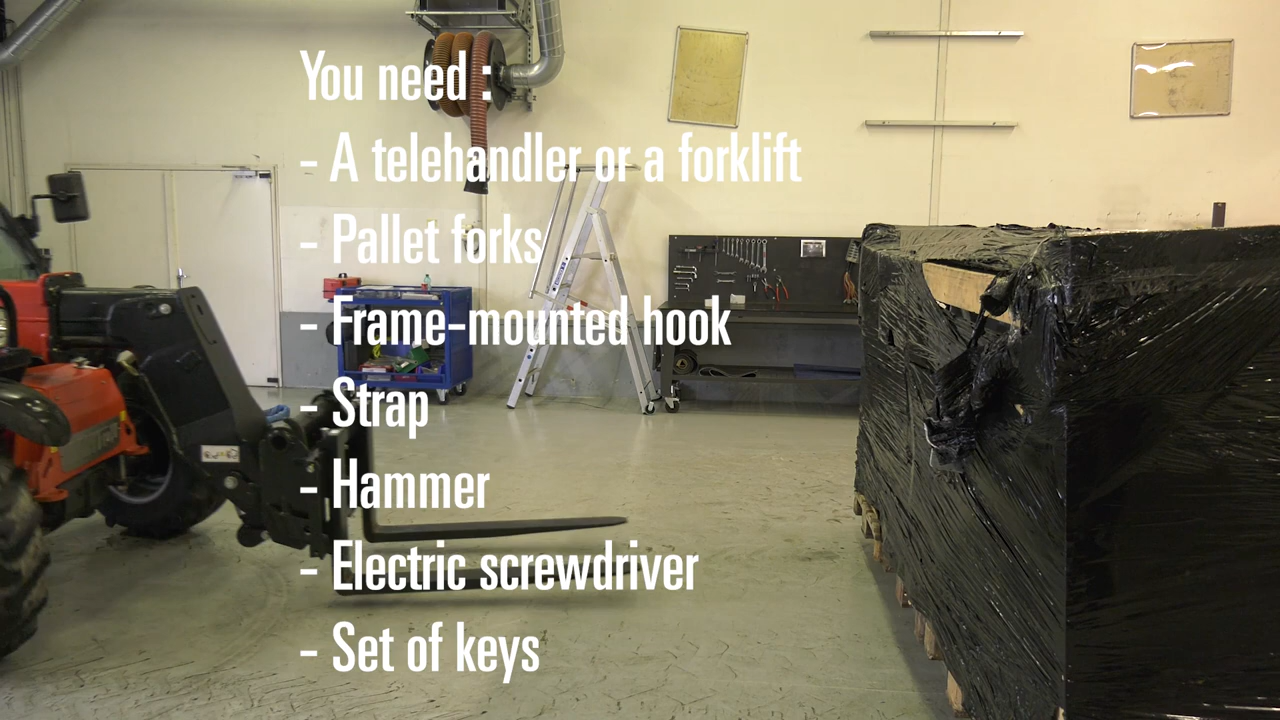 You need :
- A telehandler or a forklift
- Pallet forks
- Frame-mounted hook
- Strap
- Hammer
- Electric screwdriver
- Set of keys